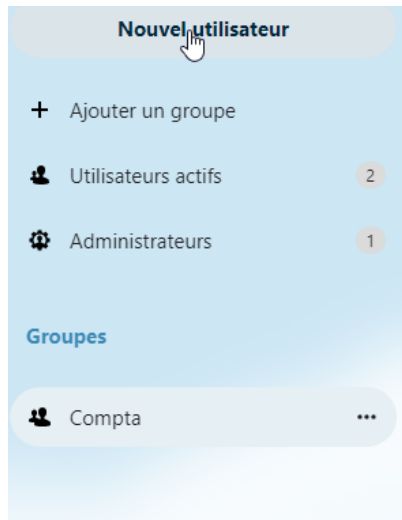 Nouvel utilisateur
Ajouter un groupe
Utilisateurs actifs 2
Administrateurs 1
Groupes
Compta